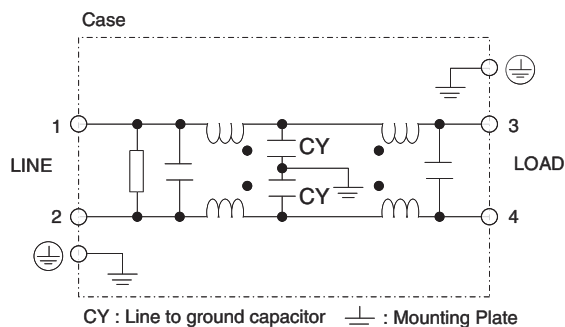 Case
1
3
CY
LINE
LOAD
CY
2
4
CY : Line to ground capacitor : Mounting Plate